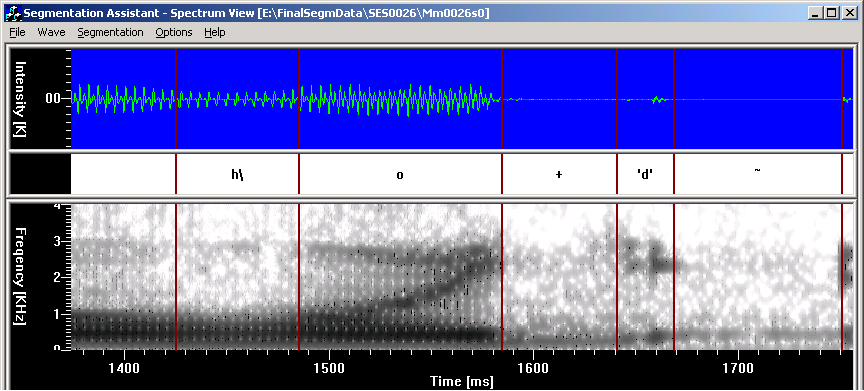 Segmentation Assistant - Spectrum View [E:\FinalSegmData\SES0026\Mm0026s0]
File Wave Segmentation Options Help
Intensity [K]
00
h\ o + 'd' ~
Freqency [KHz]
4
3
2
1
0
1400 1500 1600 1700
Time [ms]